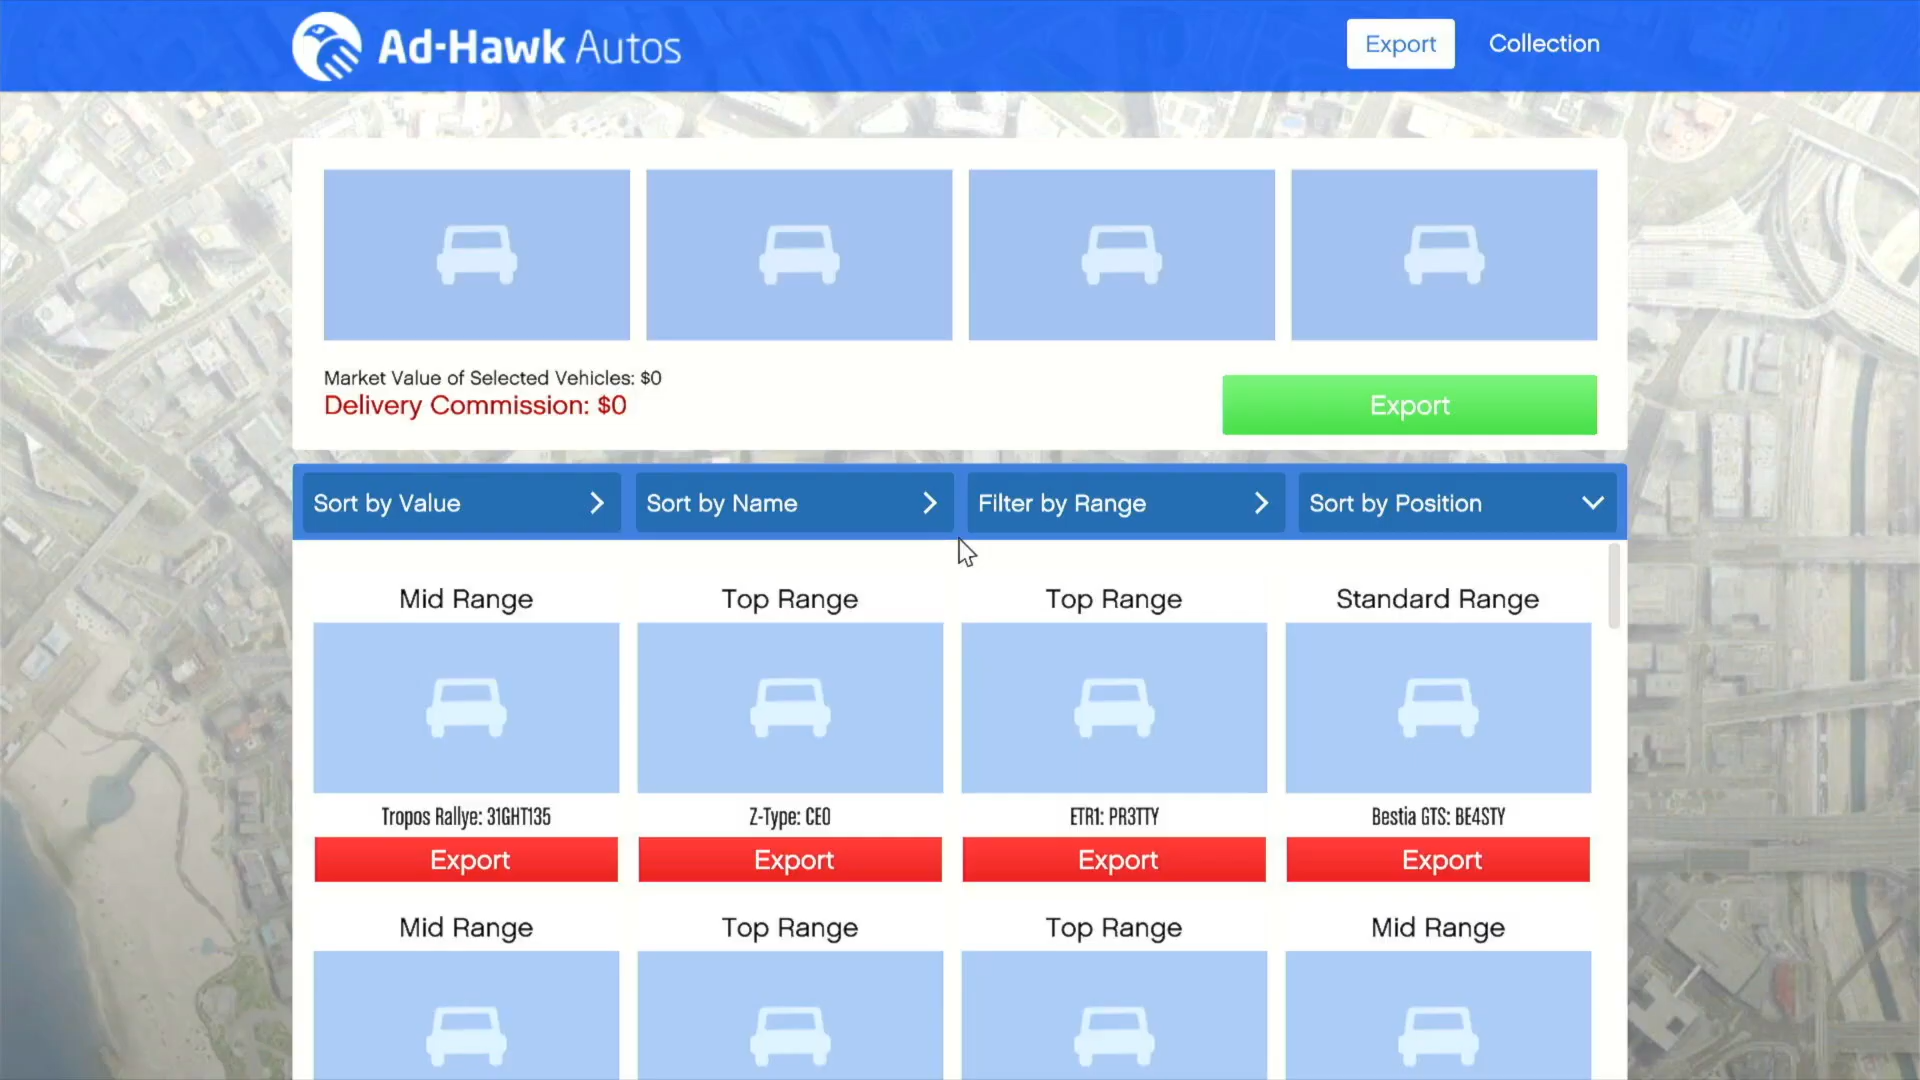 Ad-Hawk Autos
Export
Collection
Market Value of Selected Vehicles: $0
Delivery Commission: $0
Export
Sort by Value
Sort by Name
Filter by Range
Sort by Position
Mid Range
Top Range
Top Range
Standard Range
Tropos Rallye: 31GHT135
Z-Type: CEO
ETR1: PR3TTY
Bestia GTS: BE4STY
Export
Export
Export
Export
Mid Range
Top Range
Top Range
Mid Range